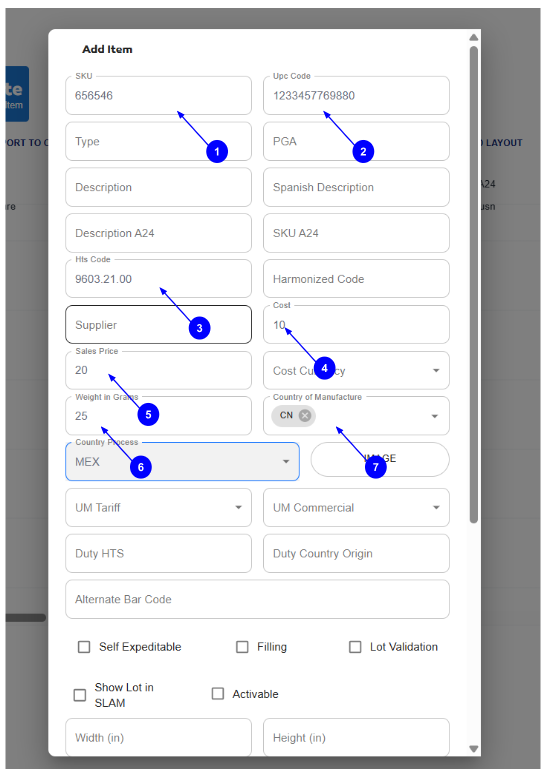 Add Item
te
Item
SKU
656546
Upc Code
1233457769880
1
2
PORT TO C
Type
PGA
LAYOUT
Description
Spanish Description
A24
re
usn
Description A24
SKU A24
Hts Code
9603.21.00
Harmonized Code
3
Supplier
Cost
10
4
Sales Price
20
Cost Currency
5
Weight in Grams
25
Country of Manufacture
CN
Country Process
MEX
6
7
IMAGE
UM Tariff
UM Commercial
Duty HTS
Duty Country Origin
Alternate Bar Code
Self Expeditable
Filling
Lot Validation
Show Lot in
SLAM
Activable
Width (in)
Height (in)